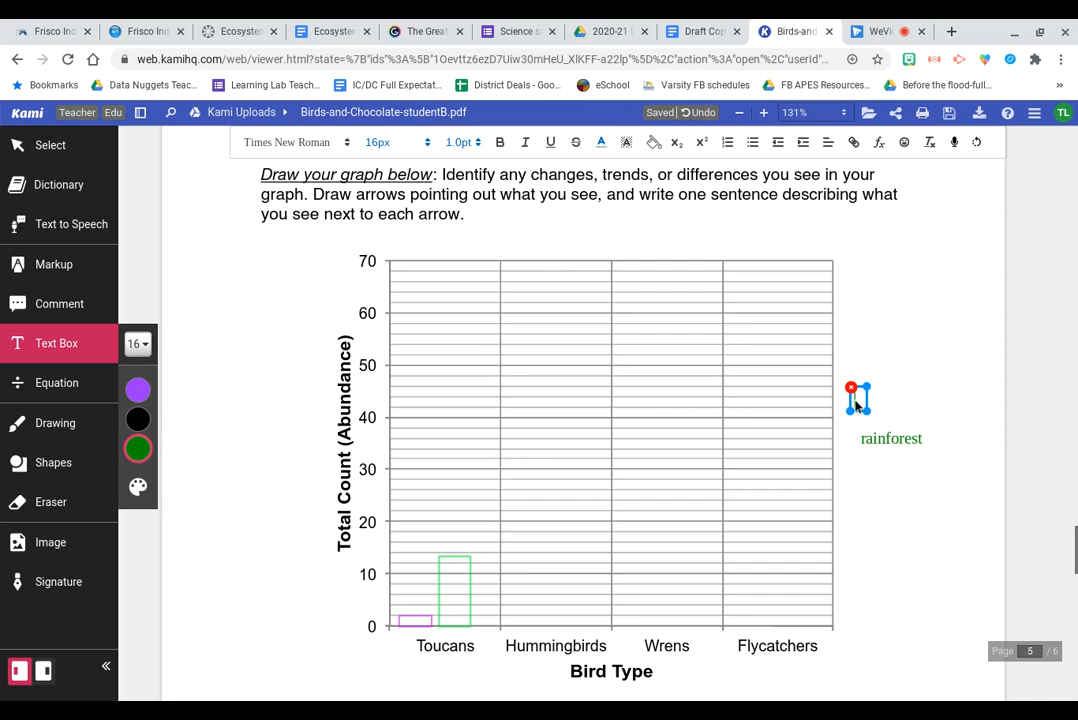 Frisco Ind
Frisco Ind
Ecosystem
Ecosyste
The Great
Science s
2020-21 L
Draft Cop
Birds-and
WeVi
web.kamihq.com/web/viewer.html?state=%7B"ids"%3A%5B"1Oevttz6ezD7Uiw30mHeU_XlKFF-a22lp"%5D%2C"action"%3A"open"%2C"userId"...
Bookmarks
Data Nuggets Teac...
Learning Lab Teach...
IC/DC Full Expectat...
District Deals - Goo...
eSchool
Varsity FB schedules
FB APES Resources...
Before the flood-full...
»
Kami
Teacher
Edu
Kami Uploads
Birds-and-Chocolate-studentB.pdf
Saved
Undo
131%
TL
Select
Dictionary
Text to Speech
Markup
Comment
Text Box
Equation
Drawing
Shapes
Eraser
Image
Signature
16
Times New Roman
16px
1.0pt
Draw your graph below: Identify any changes, trends, or differences you see in your
graph. Draw arrows pointing out what you see, and write one sentence describing what
you see next to each arrow.
Total Count (Abundance)
70
60
50
40
30
20
10
0
rainforest
Toucans
Hummingbirds
Wrens
Flycatchers
Bird Type
Page 5 / 6